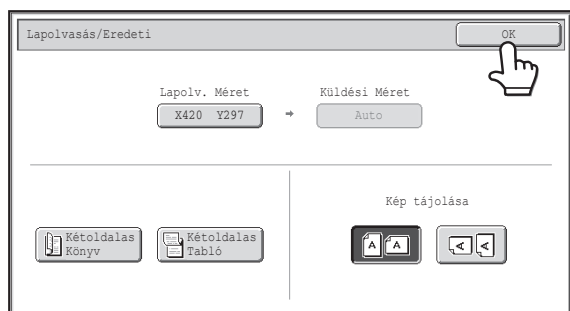 Lapolvasás/Eredeti
OK
Lapolv. Méret
Küldési Méret
X420 Y297
Auto
Kép tájolása
Kétoldalas
Könyv
Kétoldalas
Tabló
A A
A A